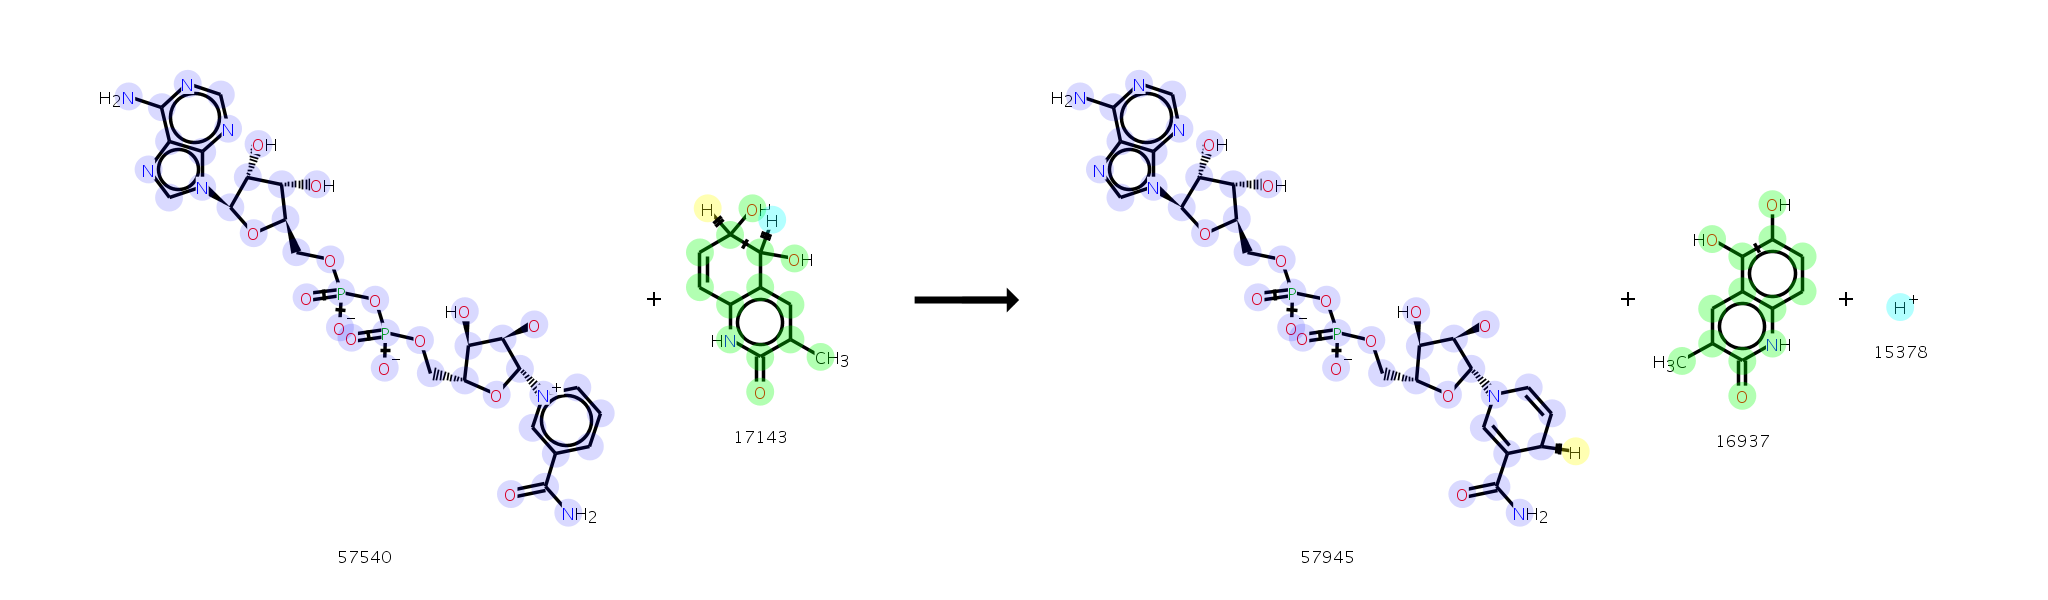 H2N N N N N OH OH O O O P O − O O P O − O HO O O N + O NH2
57540
+
H OH H OH HN O CH3
17143
H2N N N N N OH OH O O O P O − O O P O − O HO O O N H O NH2
57945
+
OH HO NH H3C O
16937
+
H+
15378